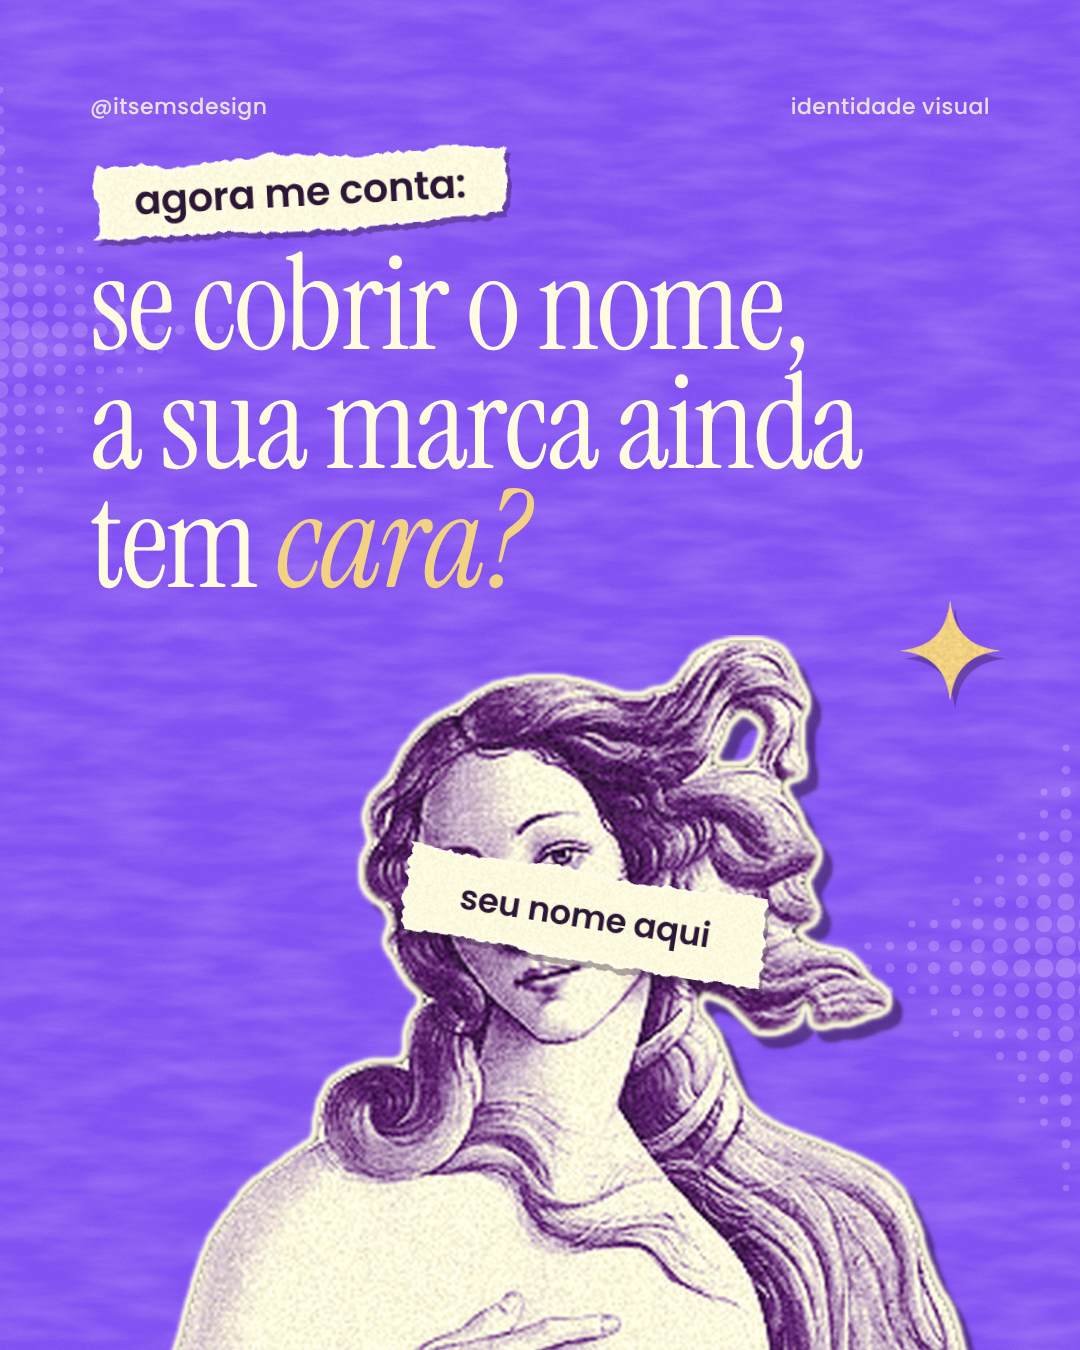 @itsemsdesign
identidade visual
agora me conta:
se cobrir o nome,
a sua marca ainda
tem cara?
seu nome aqui